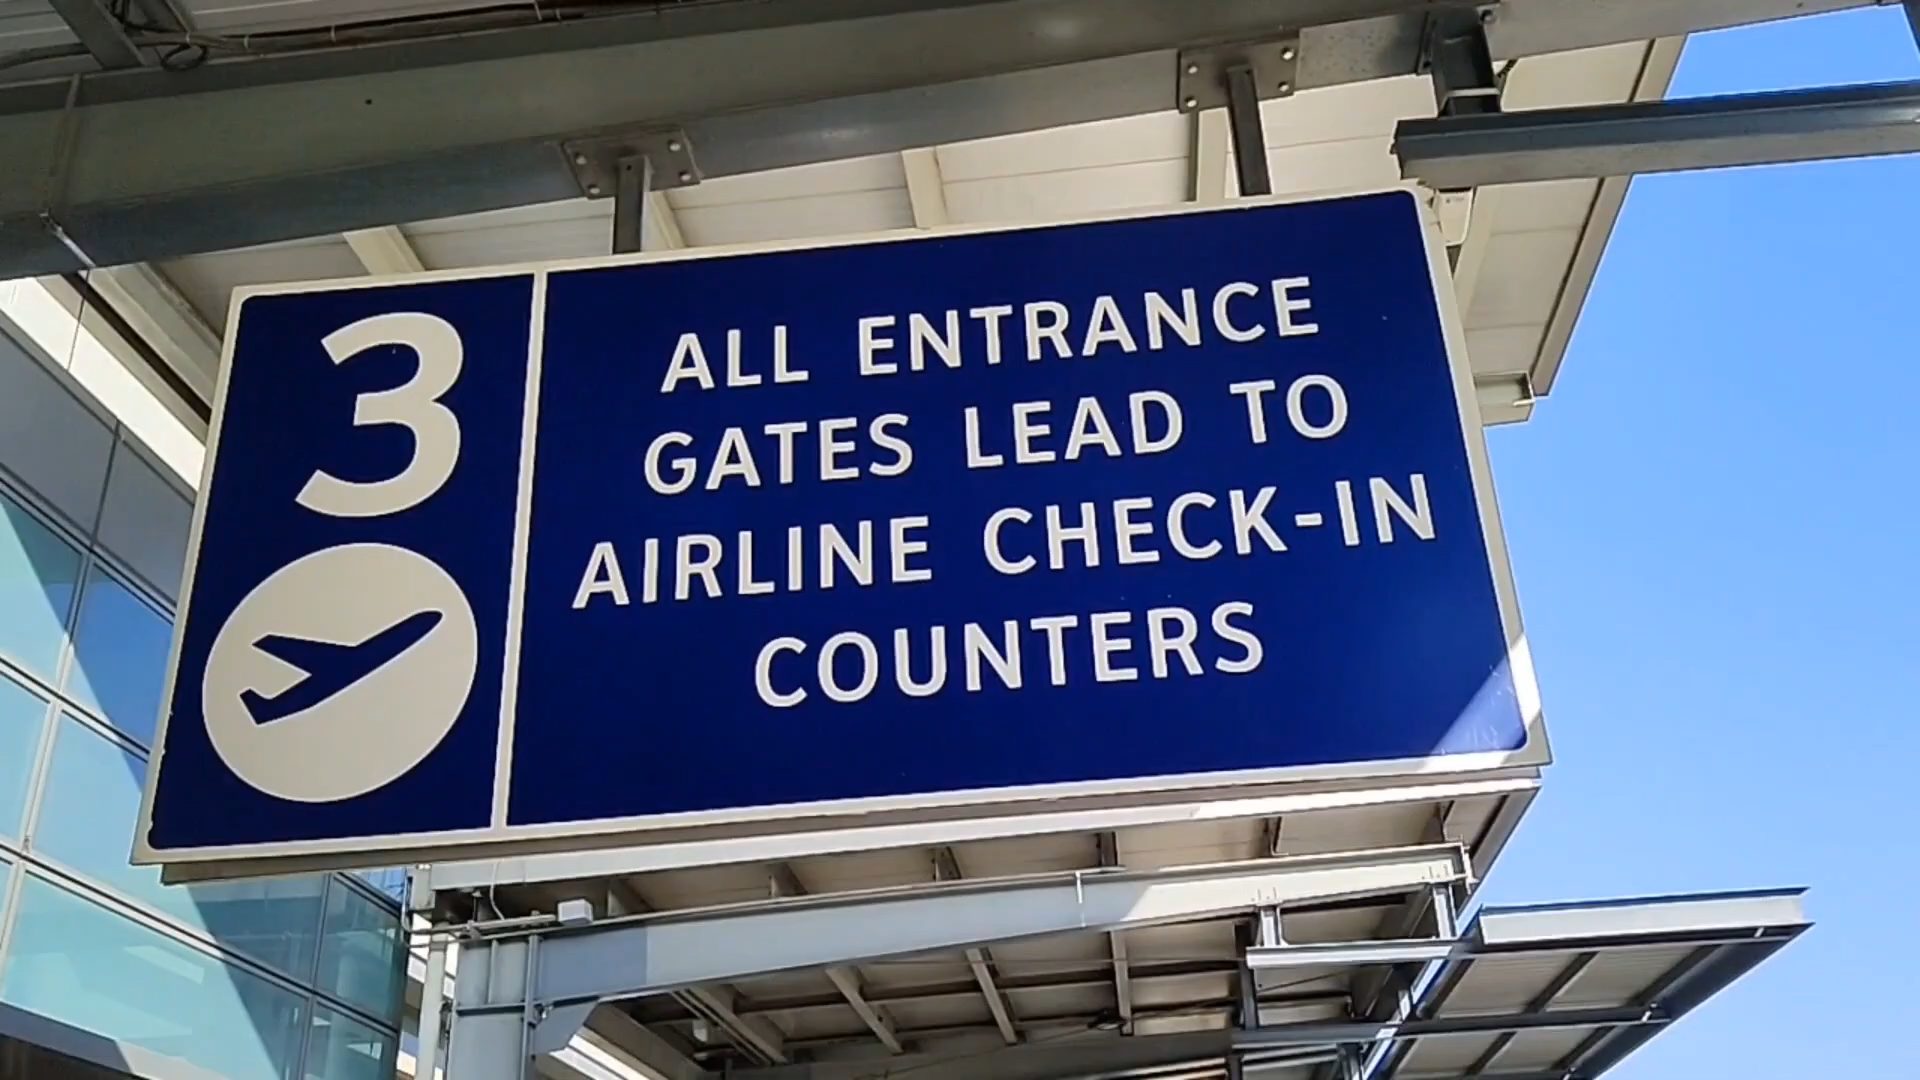 3
ALL ENTRANCE
GATES LEAD TO
AIRLINE CHECK-IN
COUNTERS